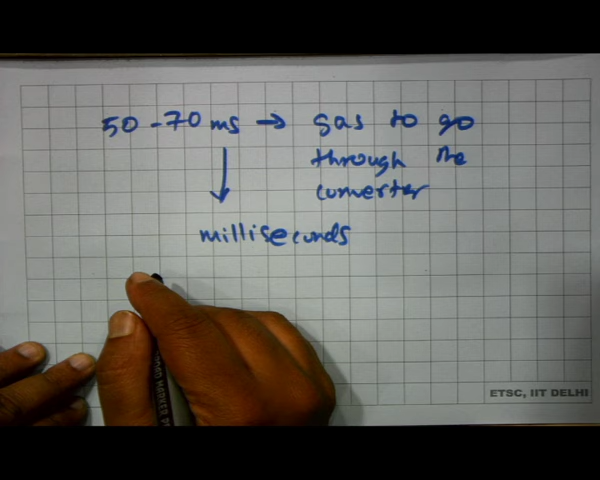 50 - 70 ms → gas to go
through the
converter
milliseconds
ETSC, IIT DELHI